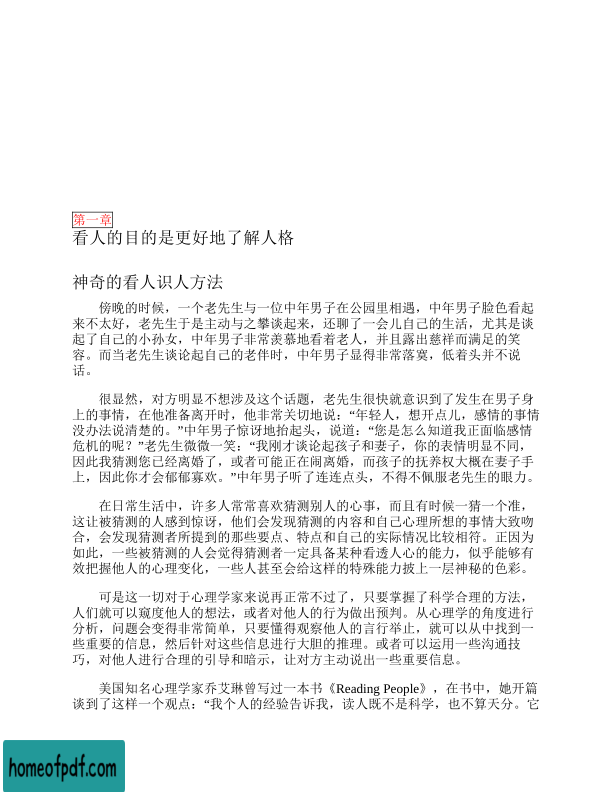 第一章
看人的目的是更好地了解人格
神奇的看人识人方法
傍晚的时候，一个老先生与一位中年男子在公园里相遇，中年男子脸色看起
来不太好，老先生于是主动与之攀谈起来，还聊了一会儿自己的生活，尤其是谈
起了自己的小孙女，中年男子非常羡慕地看着老人，并且露出慈祥而满足的笑
容。而当老先生谈论起自己的老伴时，中年男子显得非常落寞，低着头并不说
话。
很显然，对方明显不想涉及这个话题，老先生很快就意识到了发生在男子身
上的事情，在他准备离开时，他非常关切地说：“年轻人，想开点儿，感情的事情
没办法说清楚的。”中年男子惊讶地抬起头，说道：“您是怎么知道我正面临感情
危机的呢？”老先生微微一笑：“我刚才谈论起孩子和妻子，你的表情明显不同，
因此我猜测您已经离婚了，或者可能正在闹离婚，而孩子的抚养权大概在妻子手
上，因此你才会郁郁寡欢。”中年男子听了连连点头，不得不佩服老先生的眼力。
在日常生活中，许多人常常喜欢猜测别人的心事，而且有时候一猜一个准，
这让被猜测的人感到惊讶，他们会发现猜测的内容和自己心理所想的事情大致吻
合，会发现猜测者所提到的那些要点、特点和自己的实际情况比较相符。正因为
如此，一些被猜测的人会觉得猜测者一定具备某种看透人心的能力，似乎能够有
效把握他人的心理变化，一些人甚至会给这样的特殊能力披上一层神秘的色彩。
可是这一切对于心理学家来说再正常不过了，只要掌握了科学合理的方法，
人们就可以窥度他人的想法，或者对他人的行为做出预判。从心理学的角度进行
分析，问题会变得非常简单，只要懂得观察他人的言行举止，就可以从中找到一
些重要的信息，然后针对这些信息进行大胆的推理。或者可以运用一些沟通技
巧，对他人进行合理的引导和暗示，让对方主动说出一些重要信息。
美国知名心理学家乔艾琳曾写过一本书《Reading People》，在书中，她开篇
谈到了这样一个观点：“我个人的经验告诉我，读人既不是科学，也不算天分。它
homeofpdf.com